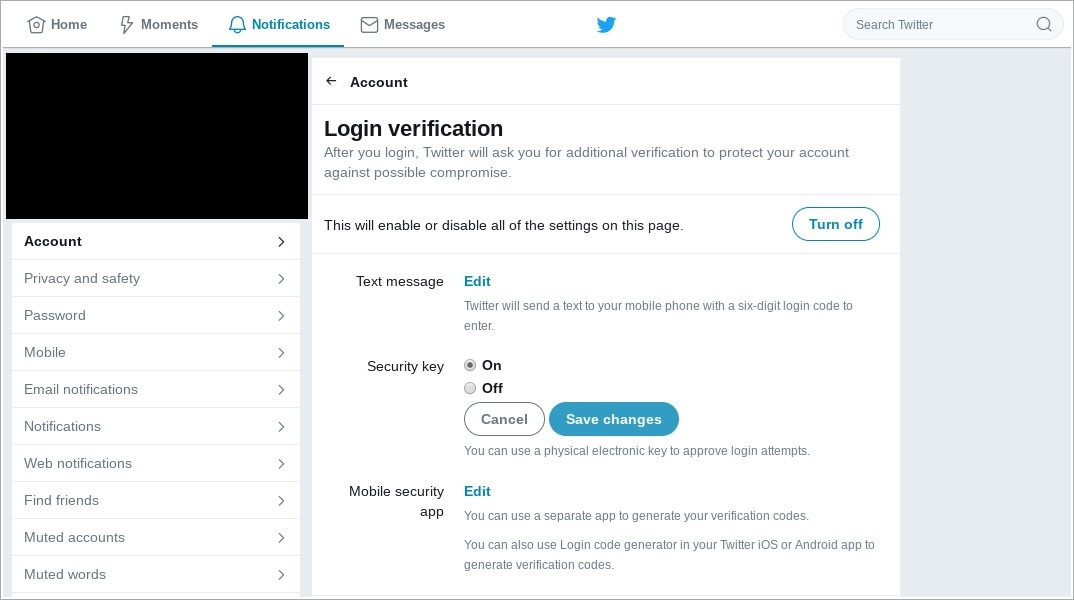 Home Moments Notifications Messages Search Twitter
Account
Privacy and safety
Password
Mobile
Email notifications
Notifications
Web notifications
Find friends
Muted accounts
Muted words
Account
Login verification
After you login, Twitter will ask you for additional verification to protect your account
against possible compromise.
This will enable or disable all of the settings on this page. Turn off
Text message Edit
Twitter will send a text to your mobile phone with a six-digit login code to
enter.
Security key On
Off
Cancel Save changes
You can use a physical electronic key to approve login attempts.
Mobile security Edit
app
You can use a separate app to generate your verification codes.
You can also use Login code generator in your Twitter iOS or Android app to
generate verification codes.